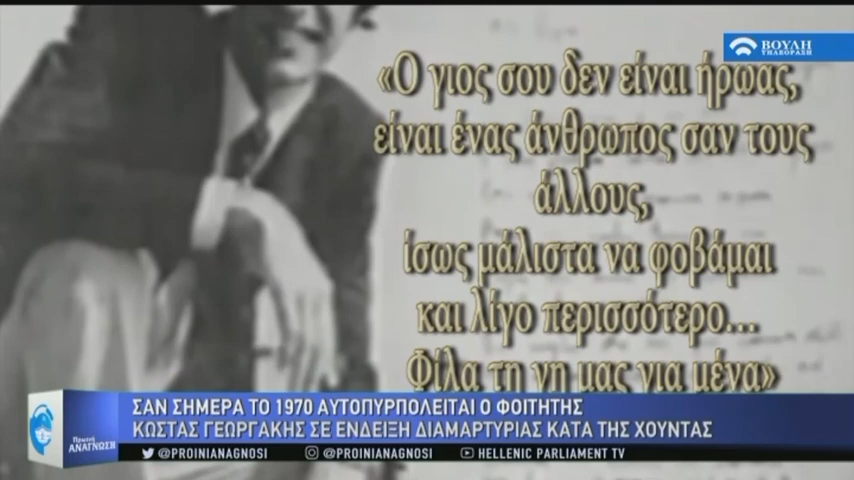 ΒΟΥΛΗ
ΤΗΛΕΟΡΑΣΗ
«Ο γιος σου δεν είναι ήρωας,
είναι ένας άνθρωπος σαν τους
άλλους,
ίσως μάλιστα να φοβάμαι
και λίγο περισσότερο...
Φίλα τη γη μας για μένα»
ΣΑΝ ΣΗΜΕΡΑ ΤΟ 1970 ΑΥΤΟΠΥΡΠΟΛΕΙΤΑΙ Ο ΦΟΙΤΗΤΗΣ
ΚΩΣΤΑΣ ΓΕΩΡΓΑΚΗΣ ΣΕ ΕΝΔΕΙΞΗ ΔΙΑΜΑΡΤΥΡΙΑΣ ΚΑΤΑ ΤΗΣ ΧΟΥΝΤΑΣ
Πρωινή
ΑΝΑΓΝΩΣΗ
@PROINIANAGNOSI @PROINIANAGNOSI HELLENIC PARLIAMENT TV